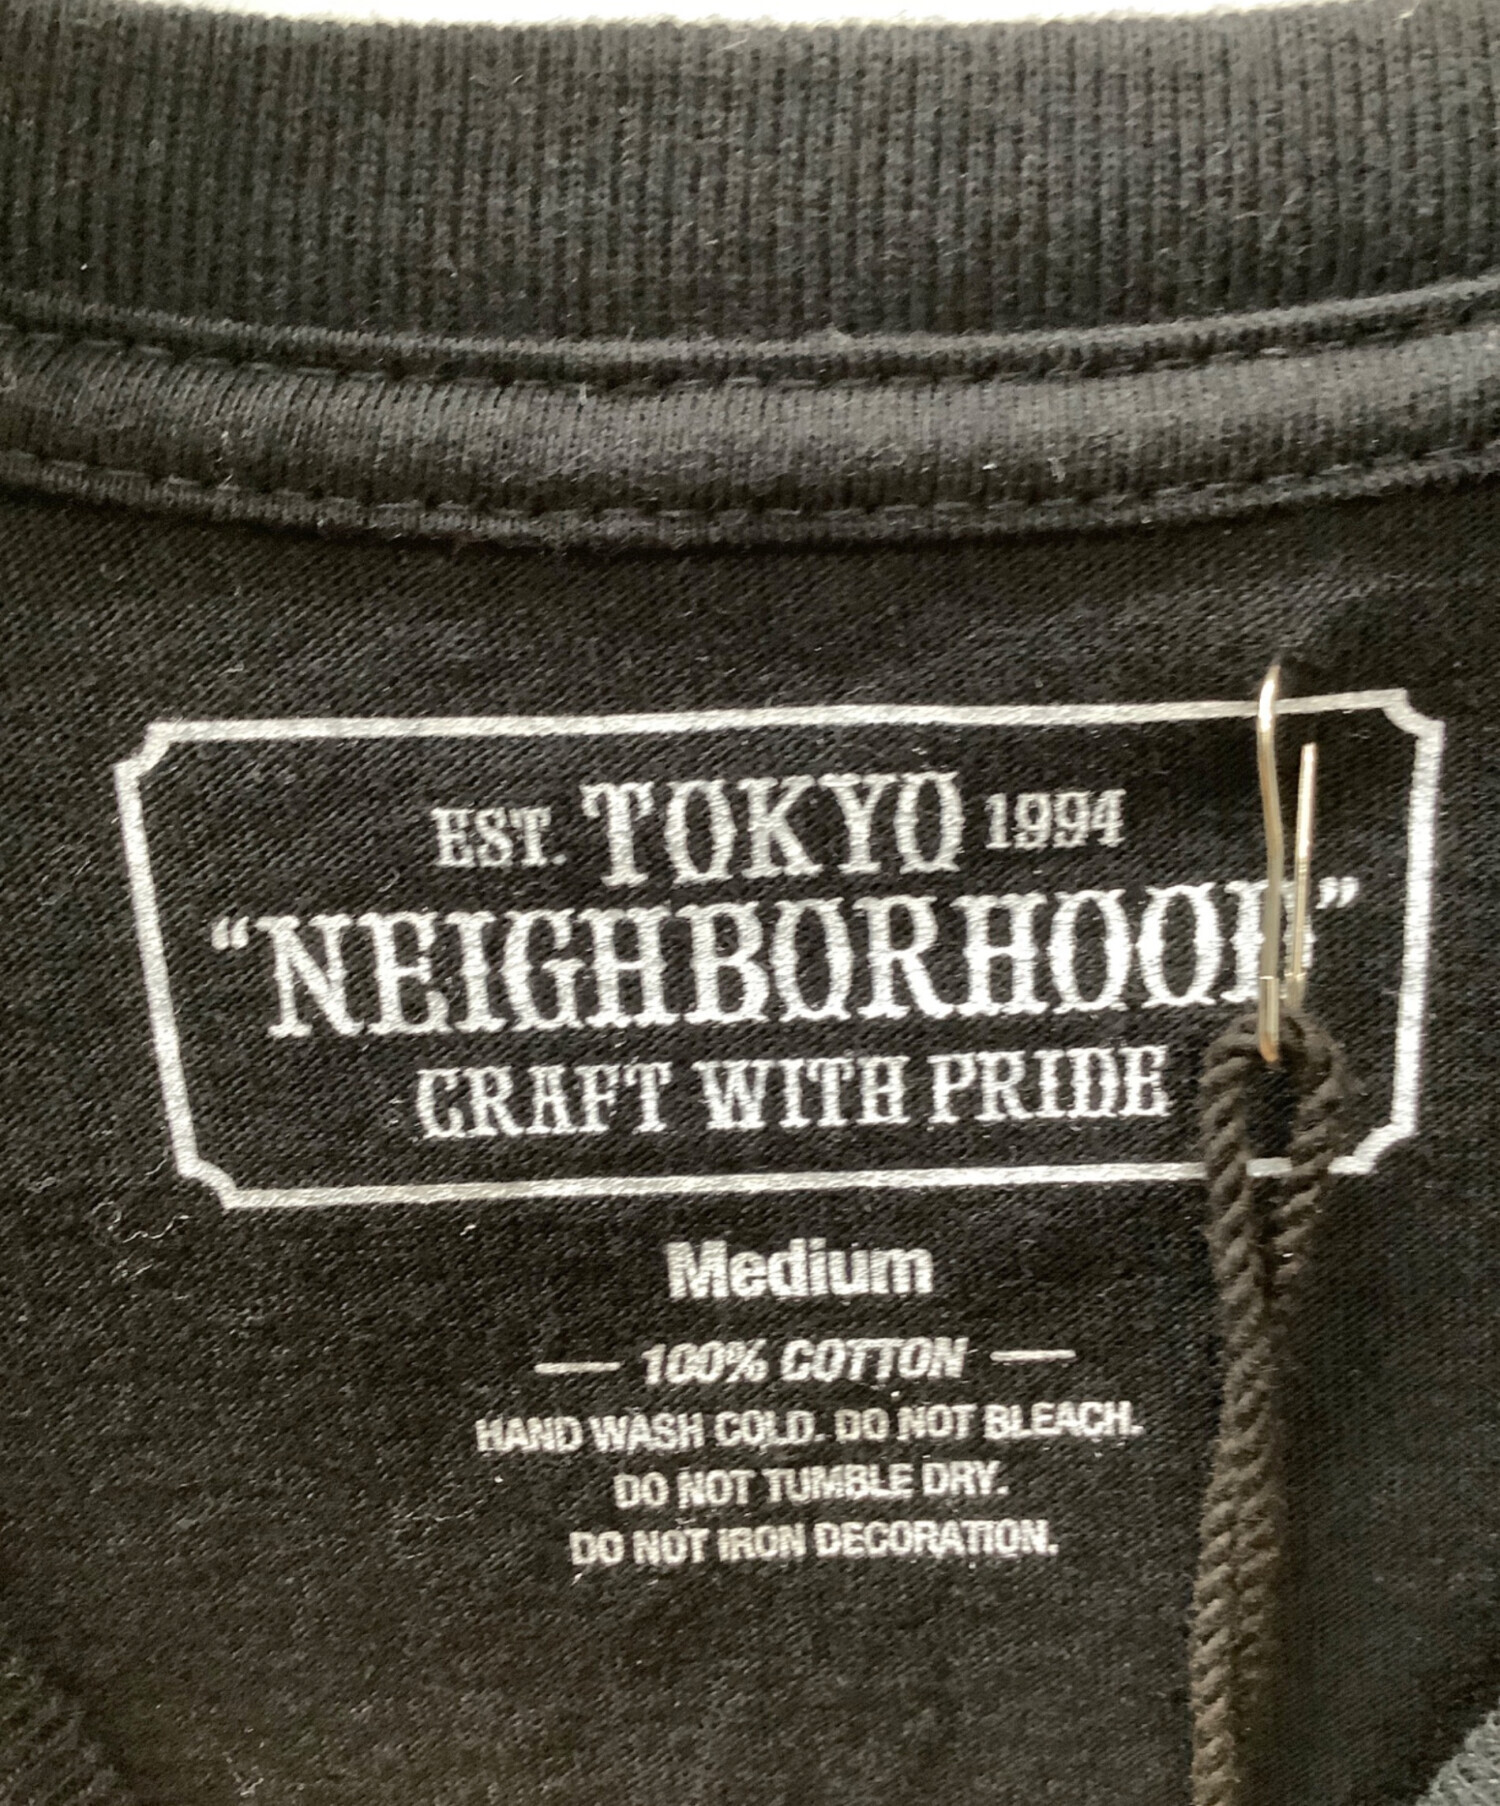 EST. TOKYO 1994
"NEIGHBORHOOD"
CRAFT WITH PRIDE
Medium
— 100% COTTON —
HAND WASH COLD. DO NOT BLEACH.
DO NOT TUMBLE DRY.
DO NOT IRON DECORATION.